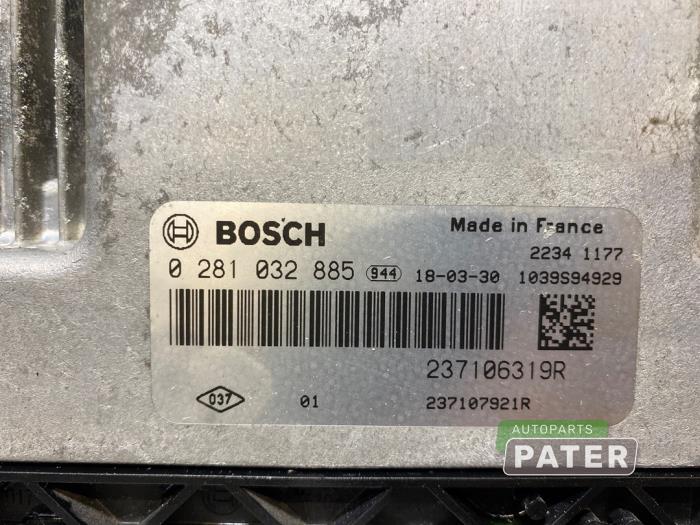 BOSCH
Made in France
2234 1177
0 281 032 885 944 18-03-30 1039S94929
237106319R
037 01 237107921R
AUTOPARTS
PATER